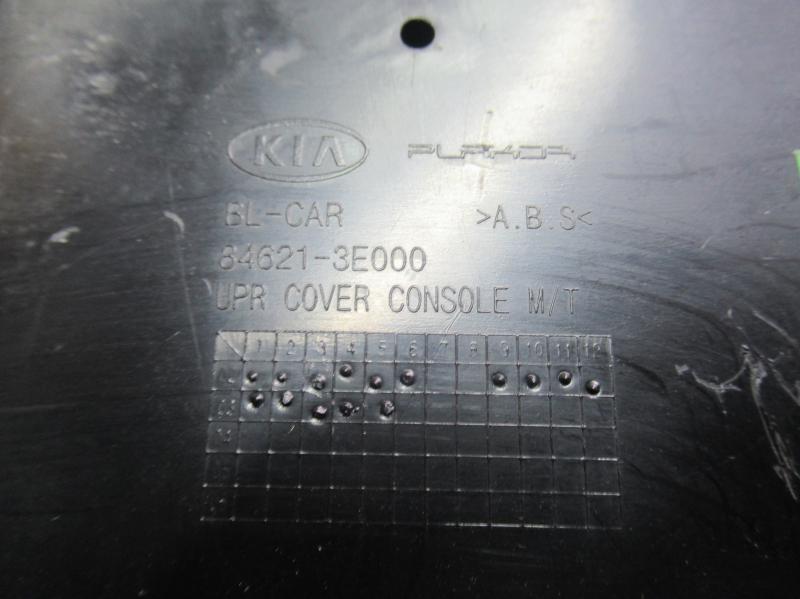 KIA PLAKOR
BL-CAR >A.B.S<
84621-3E000
UPR COVER CONSOLE M/T
1 2 3 4 5 6 7 8 9 10 11 12